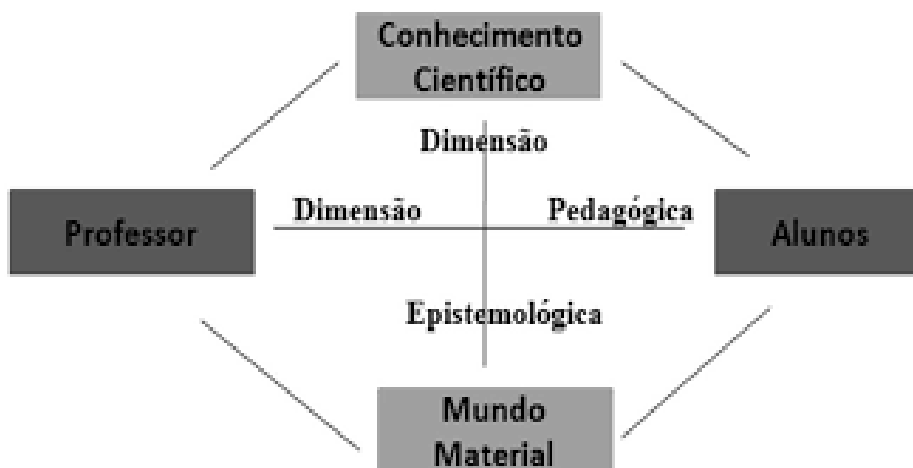 Conhecimento
Científico
Dimensão
Dimensão Pedagógica
Professor
Alunos
Epistemológica
Mundo
Material